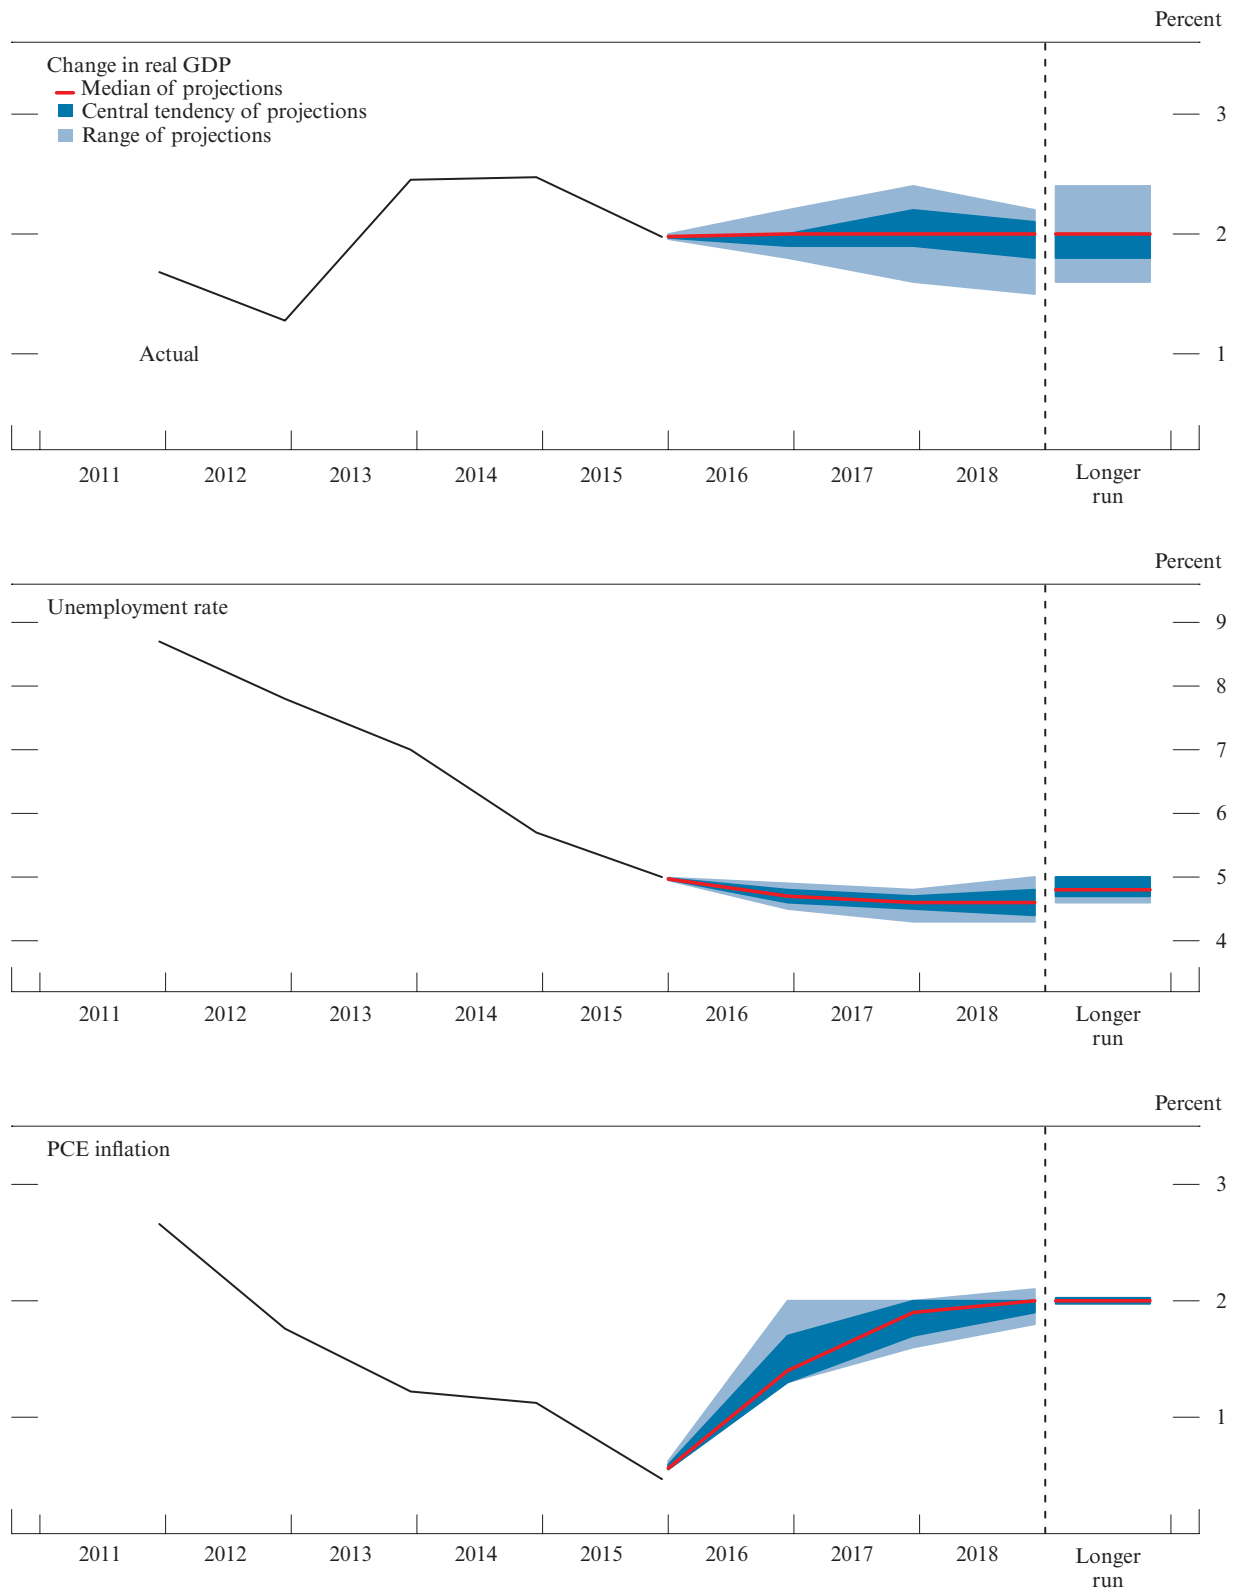 Percent
Change in real GDP
Median of projections
Central tendency of projections
Range of projections
3
2
Actual
1
2011 2012 2013 2014 2015 2016 2017 2018 Longer
run
Percent
Unemployment rate
9
8
7
6
5
4
2011 2012 2013 2014 2015 2016 2017 2018 Longer
run
Percent
PCE inflation
3
2
1
2011 2012 2013 2014 2015 2016 2017 2018 Longer
run